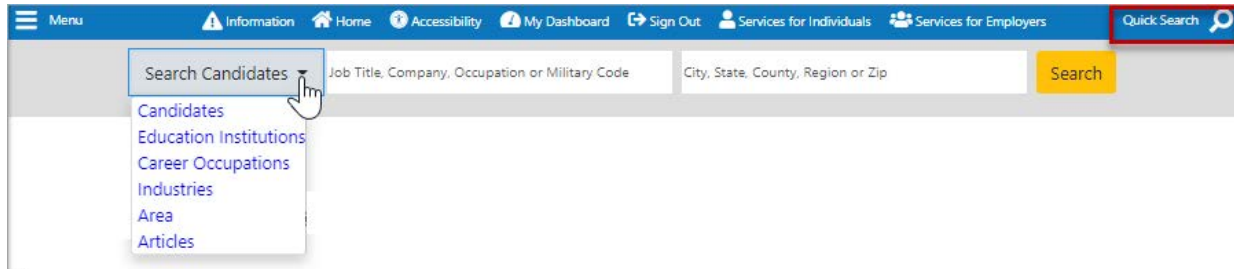 Menu Information Home Accessibility My Dashboard Sign Out Services for Individuals Services for Employers Quick Search
Search Candidates Job Title, Company, Occupation or Military Code City, State, County, Region or Zip Search
Candidates
Education Institutions
Career Occupations
Industries
Area
Articles